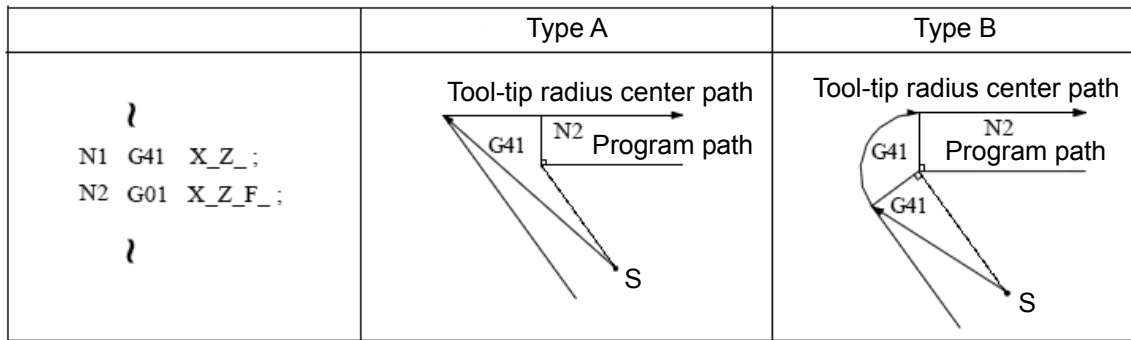 Type A
Type B
N1 G41 X_Z_ ;
N2 G01 X_Z_F_ ;
Tool-tip radius center path
G41
N2
Program path
S
Tool-tip radius center path
N2
G41
Program path
G41
S